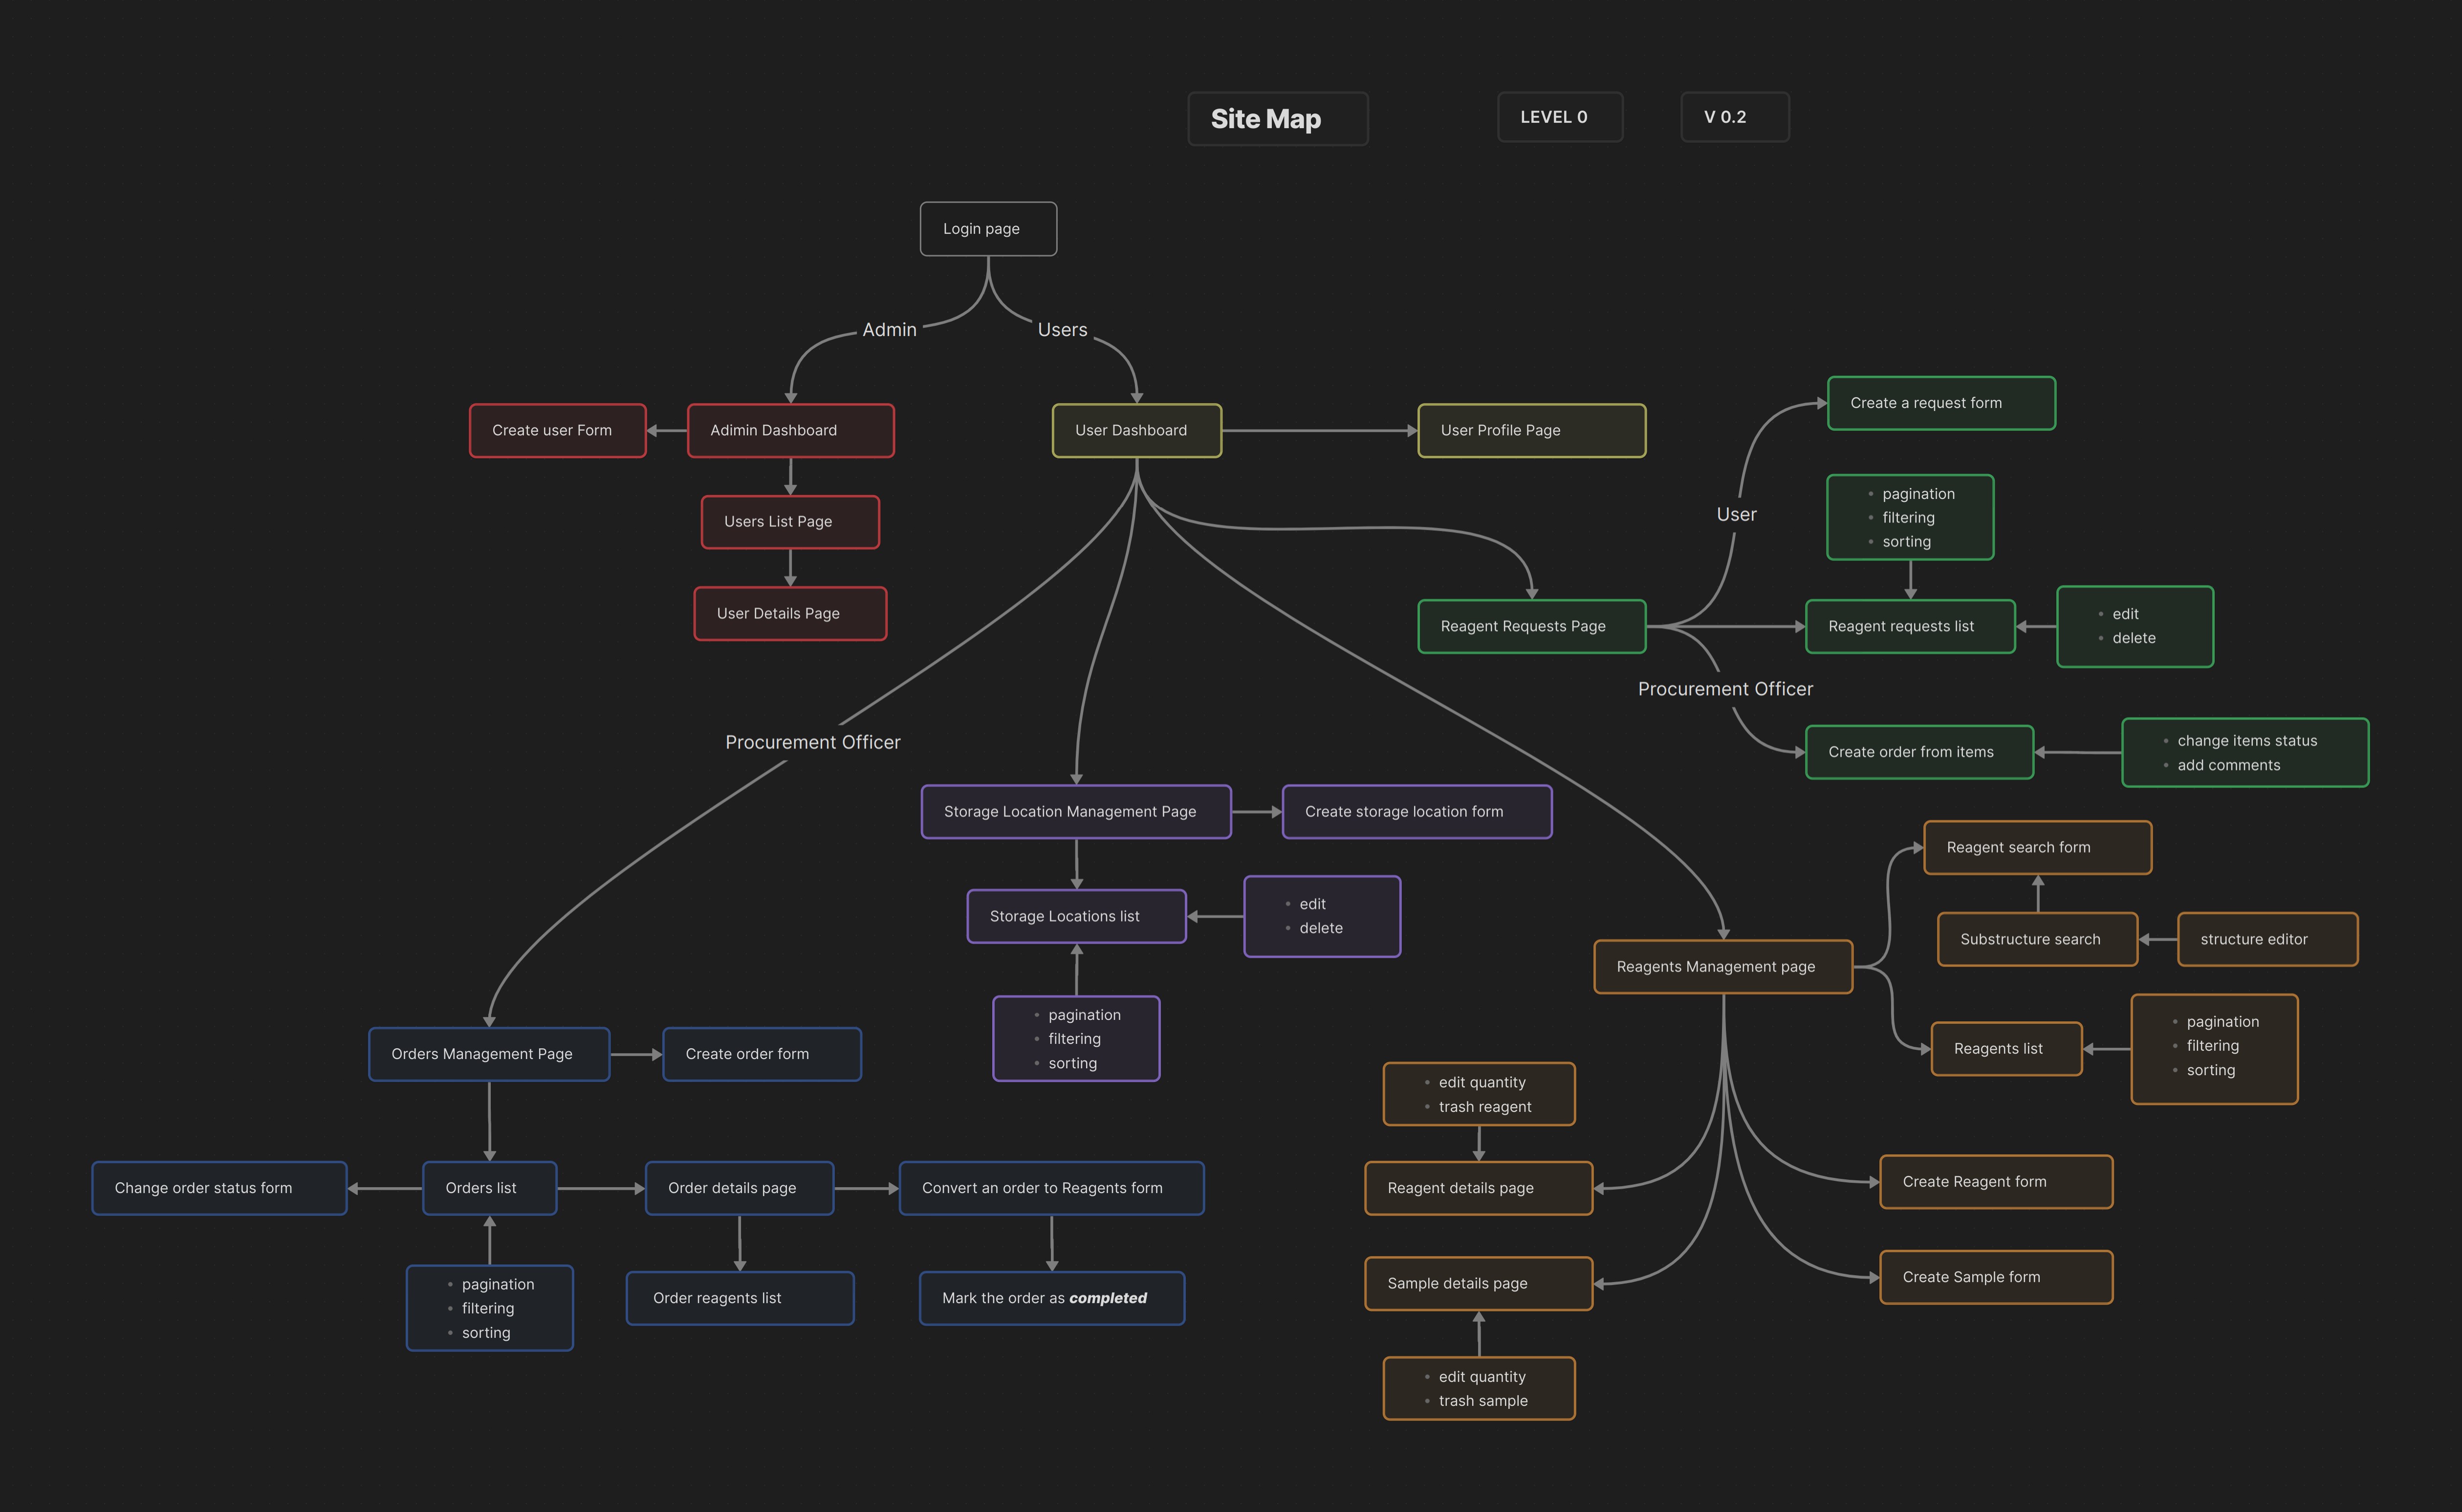 Site Map
LEVEL 0
V 0.2
Login page
Admin
Users
Create user Form
Adimin Dashboard
User Dashboard
User Profile Page
Users List Page
User Details Page
Create a request form
User
• pagination
• filtering
• sorting
Reagent Requests Page
Reagent requests list
• edit
• delete
Procurement Officer
Create order from items
• change items status
• add comments
Procurement Officer
Storage Location Management Page
Create storage location form
Storage Locations list
• edit
• delete
• pagination
• filtering
• sorting
Reagent search form
Substructure search
structure editor
Reagents Management page
Reagents list
• pagination
• filtering
• sorting
Orders Management Page
Create order form
Change order status form
Orders list
Order details page
Convert an order to Reagents form
• pagination
• filtering
• sorting
Order reagents list
Mark the order as completed
• edit quantity
• trash reagent
Reagent details page
Create Reagent form
Sample details page
Create Sample form
• edit quantity
• trash sample